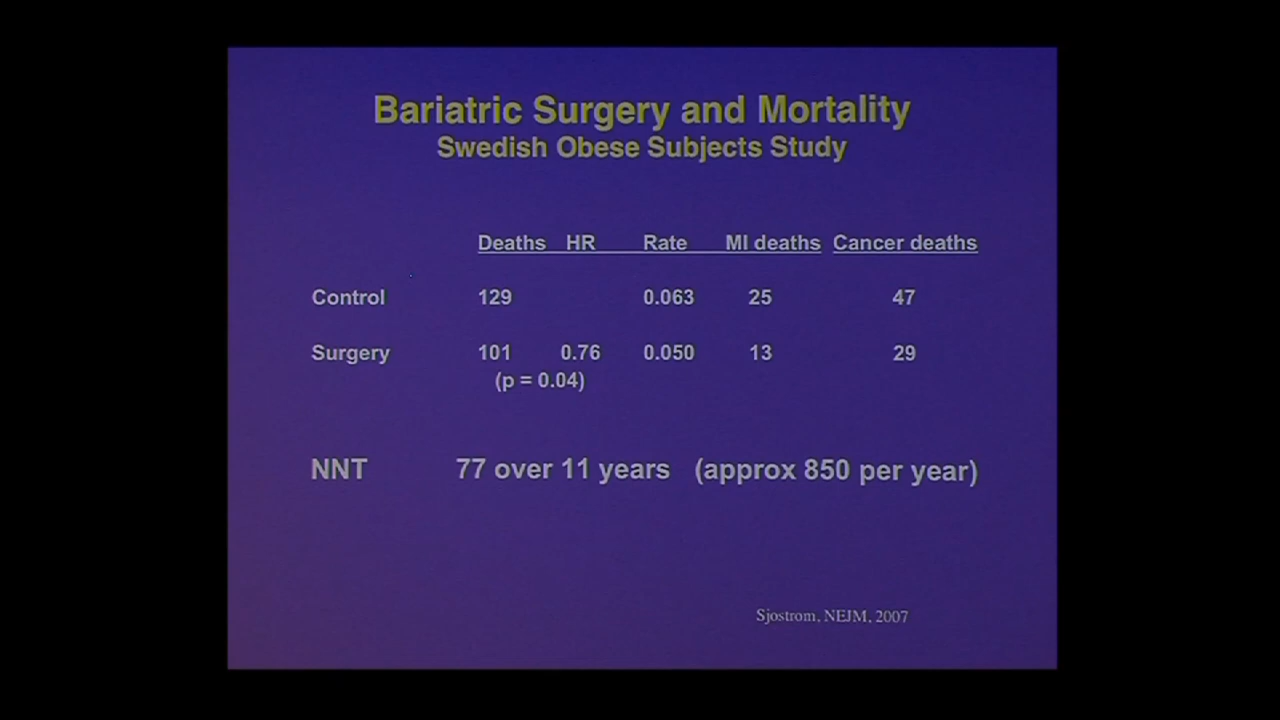 Bariatric Surgery and Mortality
Swedish Obese Subjects Study
Deaths HR Rate MI deaths Cancer deaths
Control 129 0.063 25 47
Surgery 101 0.76 0.050 13 29
(p = 0.04)
NNT 77 over 11 years (approx 850 per year)
Sjostrom, NEJM, 2007